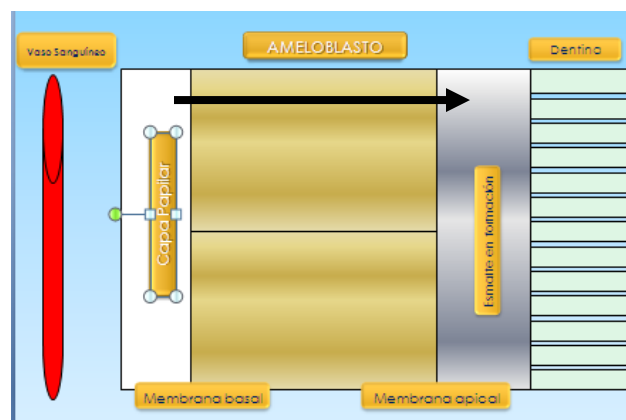 Vaso Sanguíneo
AMELOBLASTO
Dentina
Capa Papilar
Esmalte en formación
Membrana basal
Membrana apical